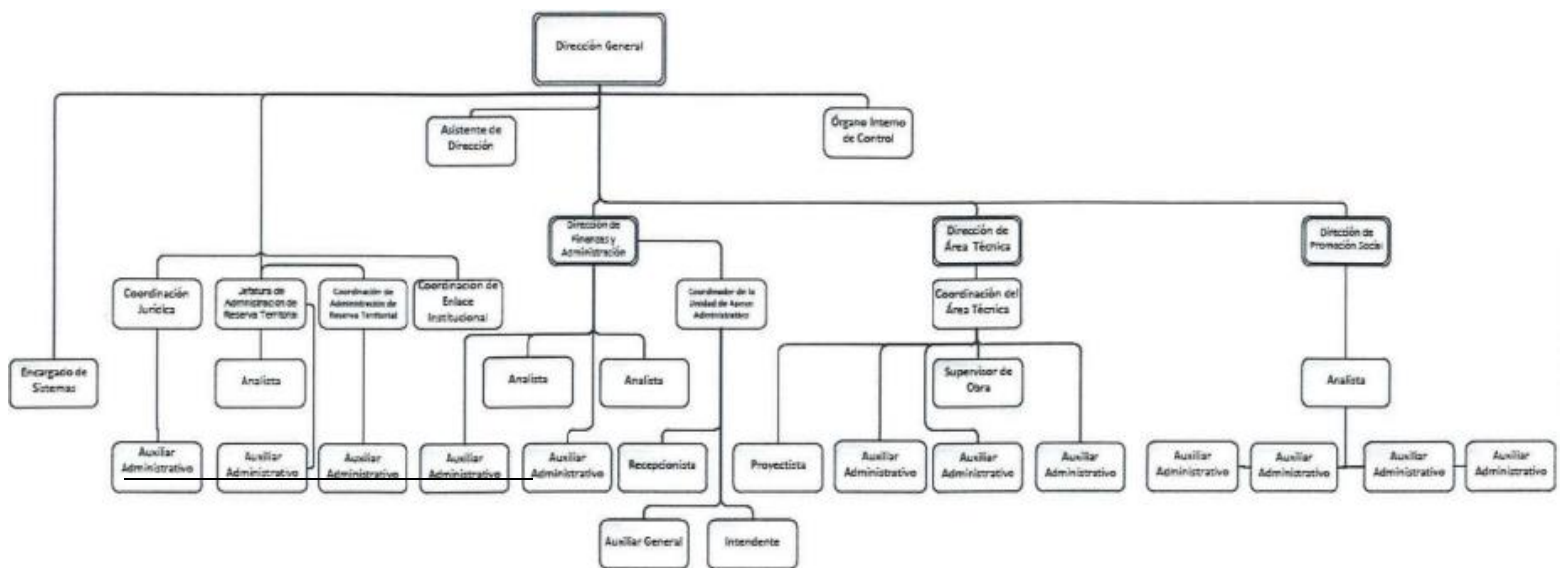 Dirección General
Asistente de
Dirección
Órgano Interno
de Control
Dirección de
Finanzas y
Administración
Dirección de
Área Técnica
Dirección de
Promoción Social
Coordinación
Jurídica
Jefatura de
Administración de
Reserva Territorial
Coordinación de
Administración de
Reserva Territorial
Coordinación de
Enlace
Institucional
Coordinador de la
Unidad de Apoyo
Administrativo
Coordinación del
Área Técnica
Encargado de
Sistemas
Analista
Analista
Analista
Supervisor de
Obra
Analista
Auxiliar
Administrativo
Auxiliar
Administrativo
Auxiliar
Administrativo
Auxiliar
Administrativo
Auxiliar
Administrativo
Recepcionista
Proyectista
Auxiliar
Administrativo
Auxiliar
Administrativo
Auxiliar
Administrativo
Auxiliar
Administrativo
Auxiliar
Administrativo
Auxiliar
Administrativo
Auxiliar
Administrativo
Auxiliar General
Intendente